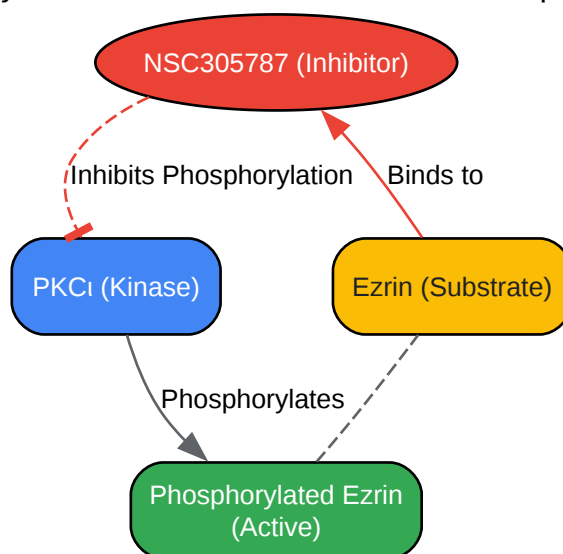 NSC305787 (Inhibitor)
Inhibits Phosphorylation
Binds to
PKCι (Kinase)
Ezrin (Substrate)
Phosphorylates
Phosphorylated Ezrin
(Active)